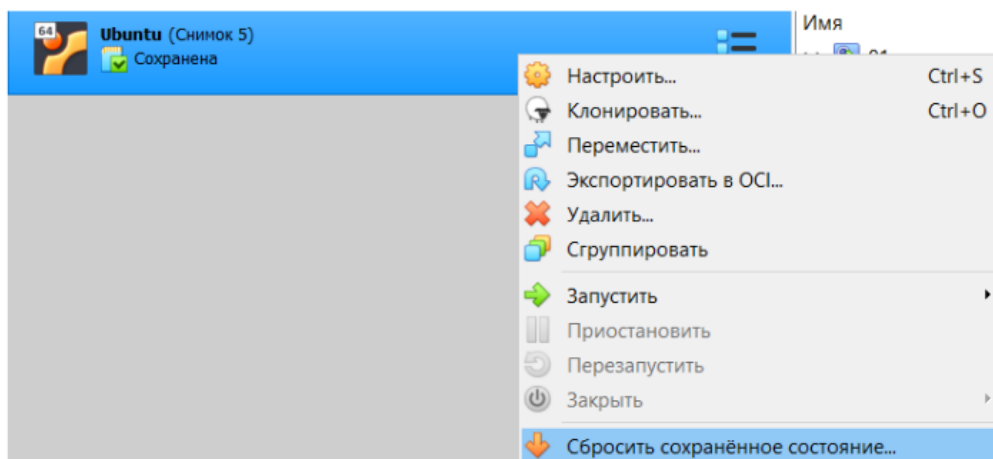 64
Ubuntu (Снимок 5)
Сохранена
Имя
Настроить... Ctrl+S
Клонировать... Ctrl+O
Переместить...
Экспортировать в OCI...
Удалить...
Сгруппировать
Запустить
Приостановить
Перезапустить
Закрыть
Сбросить сохранённое состояние...